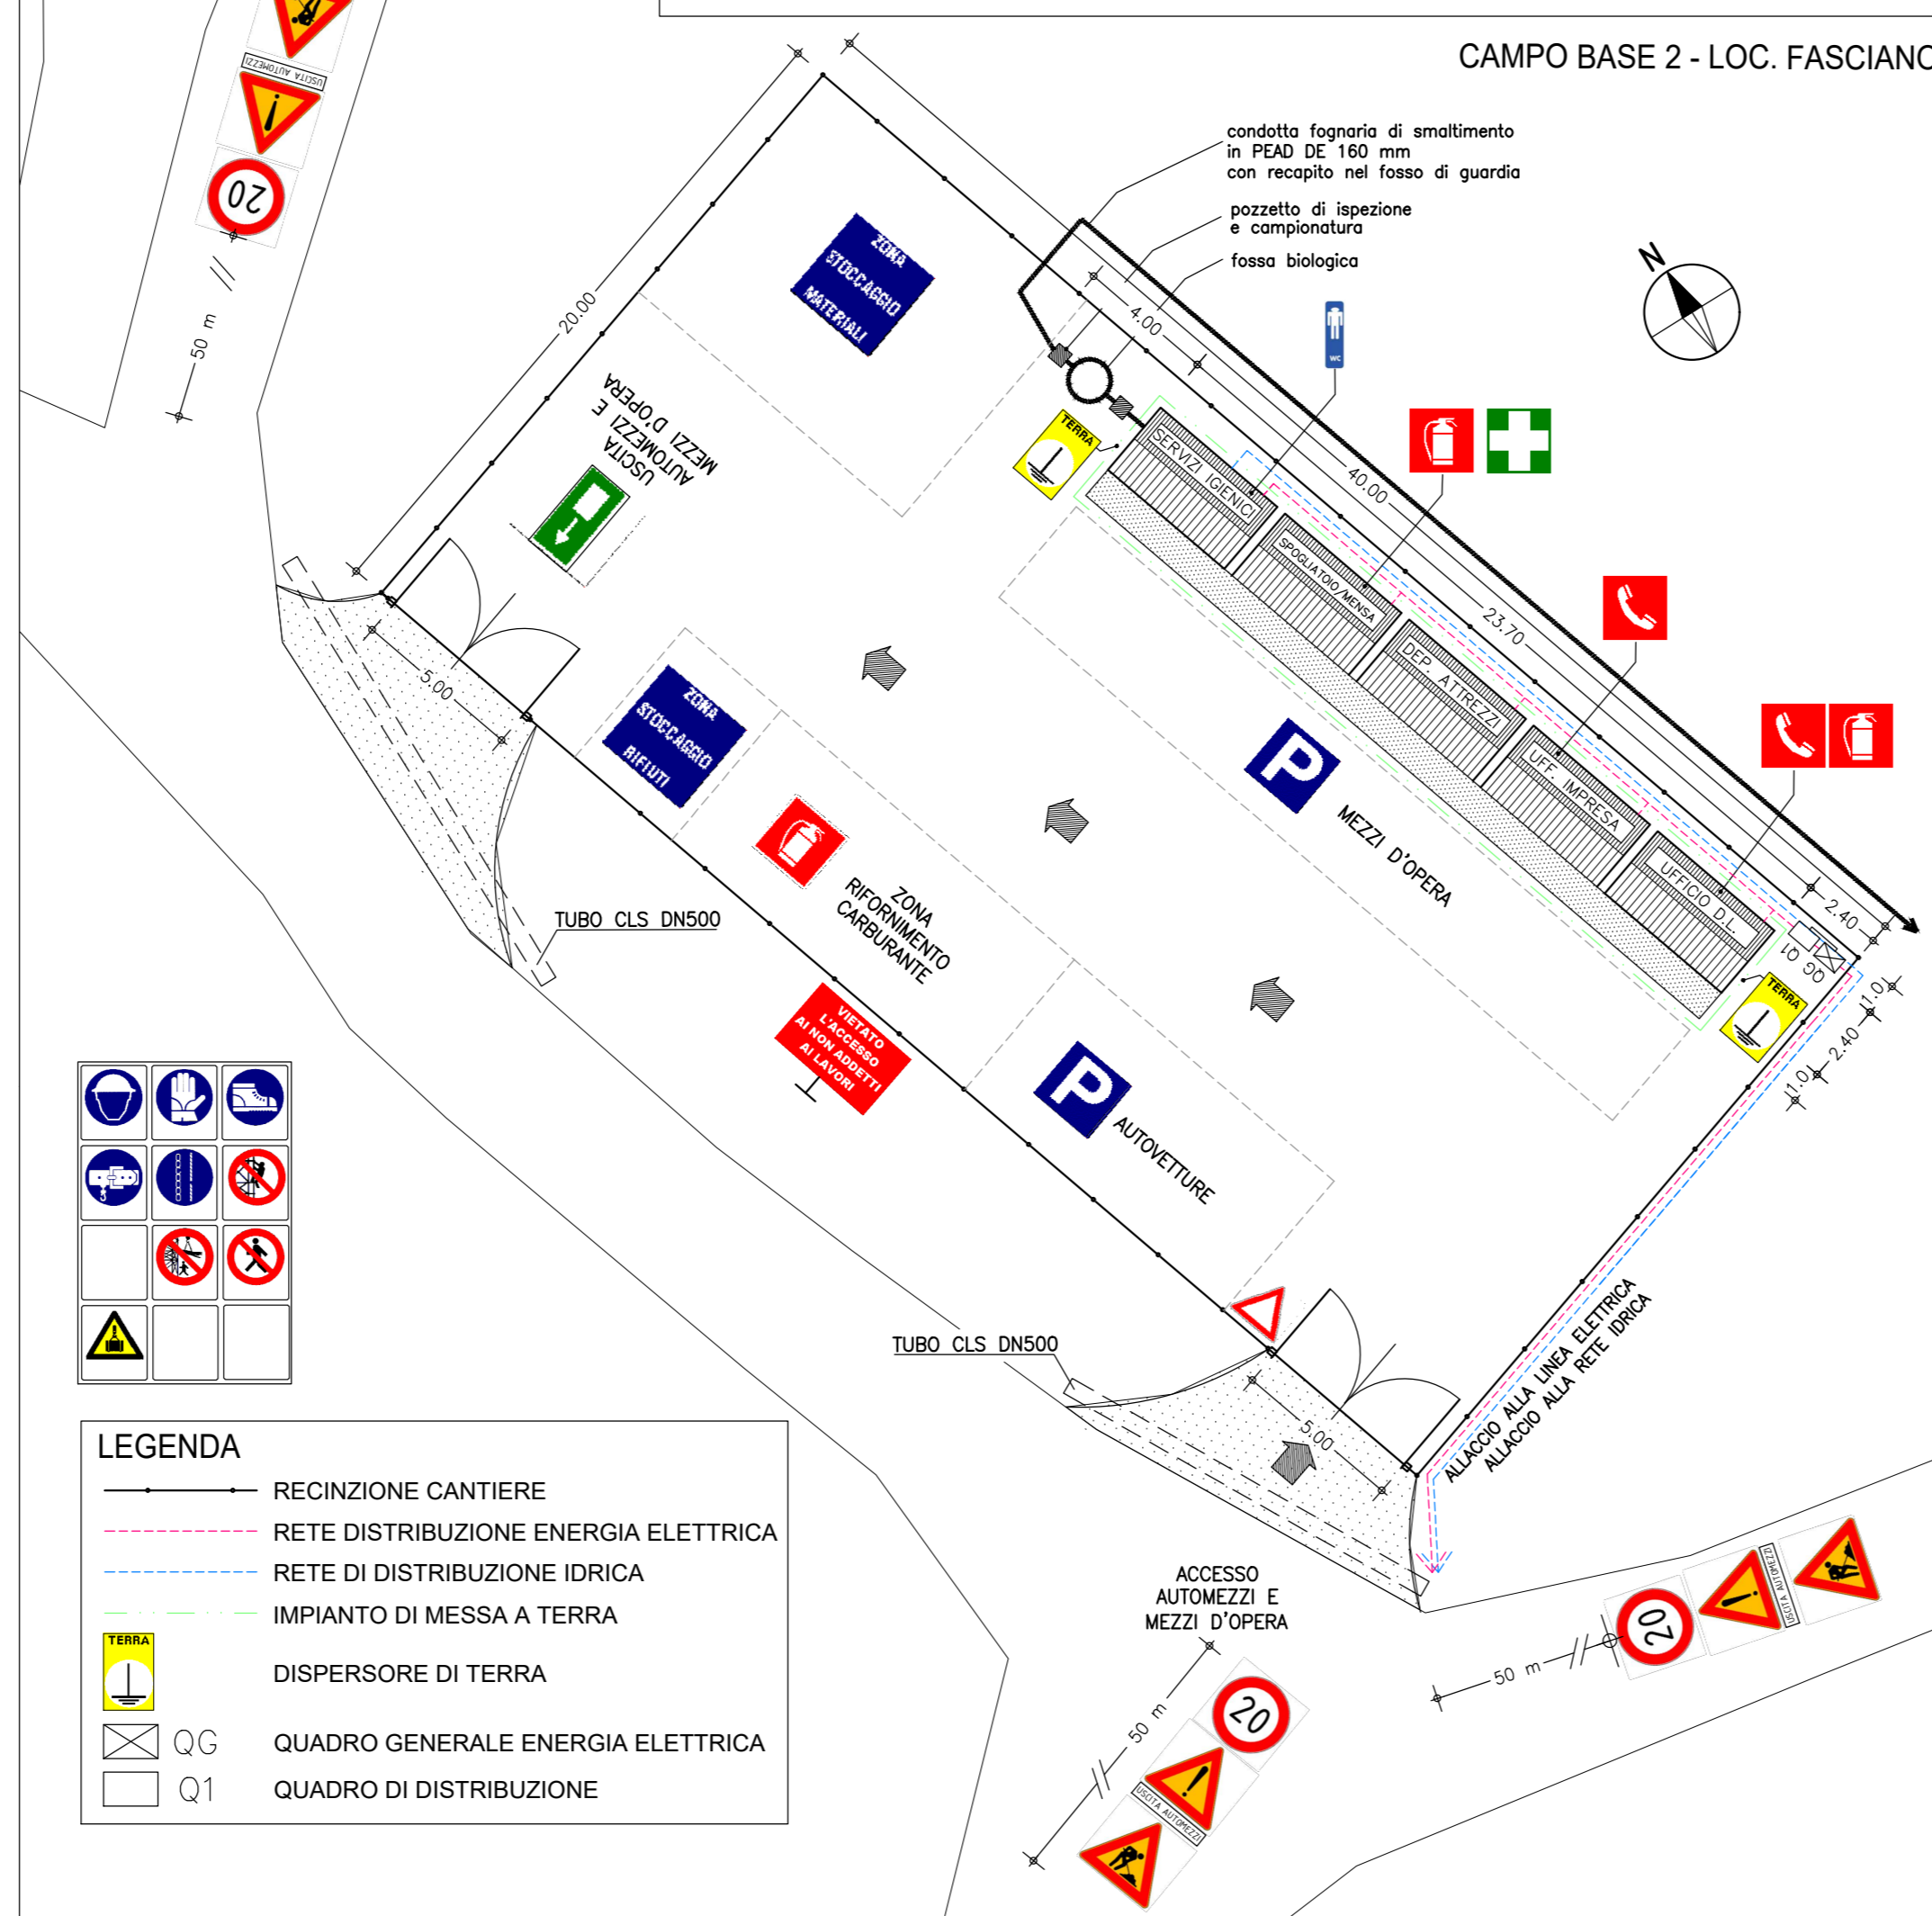 CAMPO BASE 2 - LOC. FASCIANO
USCITA AUTOMEZZI
20
50 m
condotta fognaria di smaltimento
in PEAD DE 160 mm
con recapito nel fosso di guardia
pozzetto di ispezione
e campionatura
fossa biologica
N
20.00
4.00
40.00
23.70
2.40
1.0
2.40
1.0
ZONA
STOCCAGGIO
MATERIALI
USCITA
AUTOMEZZI E
MEZZI D'OPERA
WC
TERRA
SERVIZI IGENICI
SPOGLIATOIO/MENSA
DEP. ATTREZZI
UFF. IMPRESA
UFFICIO D.L.
QG Q1
TERRA
5.00
ZONA
STOCCAGGIO
RIFIUTI
P
MEZZI D'OPERA
ZONA
RIFORNIMENTO
CARBURANTE
TUBO CLS DN500
VIETATO
L'ACCESSO
AI NON ADDETTI
AI LAVORI
P
AUTOVETTURE
TUBO CLS DN500
5.00
ALLACCIO ALLA LINEA ELETTRICA
ALLACCIO ALLA RETE IDRICA
ACCESSO
AUTOMEZZI E
MEZZI D'OPERA
50 m
20
USCITA AUTOMEZZI
50 m
20
USCITA AUTOMEZZI
LEGENDA
RECINZIONE CANTIERE
RETE DISTRIBUZIONE ENERGIA ELETTRICA
RETE DI DISTRIBUZIONE IDRICA
IMPIANTO DI MESSA A TERRA
TERRA
DISPERSORE DI TERRA
QG QUADRO GENERALE ENERGIA ELETTRICA
Q1 QUADRO DI DISTRIBUZIONE